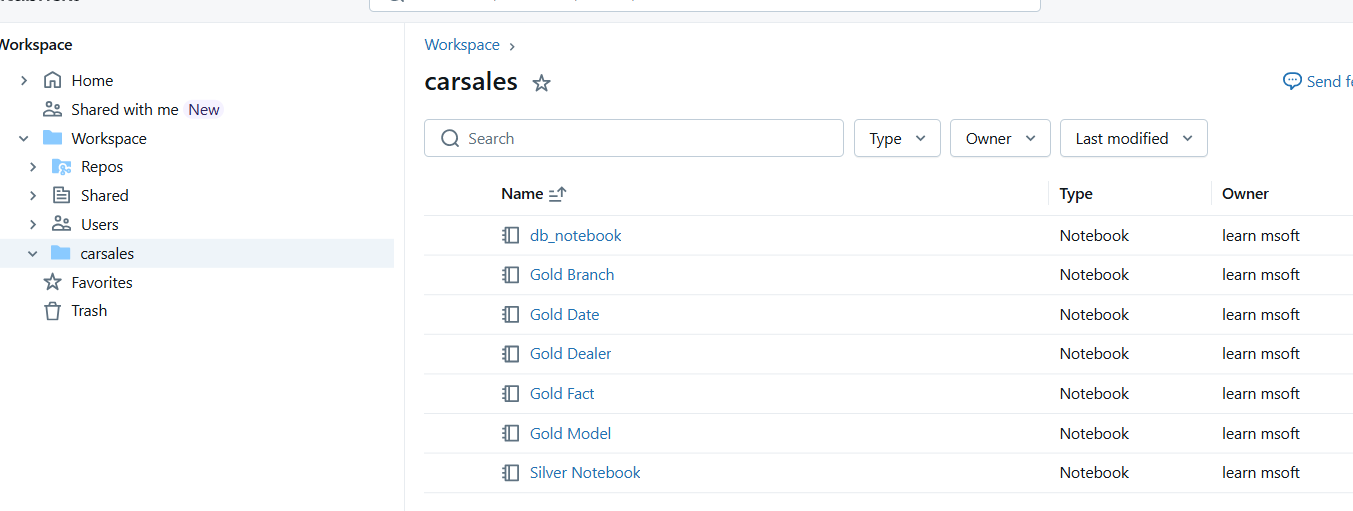 Workspace
Home
Shared with me New
Workspace
Repos
Shared
Users
carsales
Favorites
Trash
Workspace
carsales
Send
Search
Type
Owner
Last modified
Name Type Owner
db_notebook Notebook learn msoft
Gold Branch Notebook learn msoft
Gold Date Notebook learn msoft
Gold Dealer Notebook learn msoft
Gold Fact Notebook learn msoft
Gold Model Notebook learn msoft
Silver Notebook Notebook learn msoft